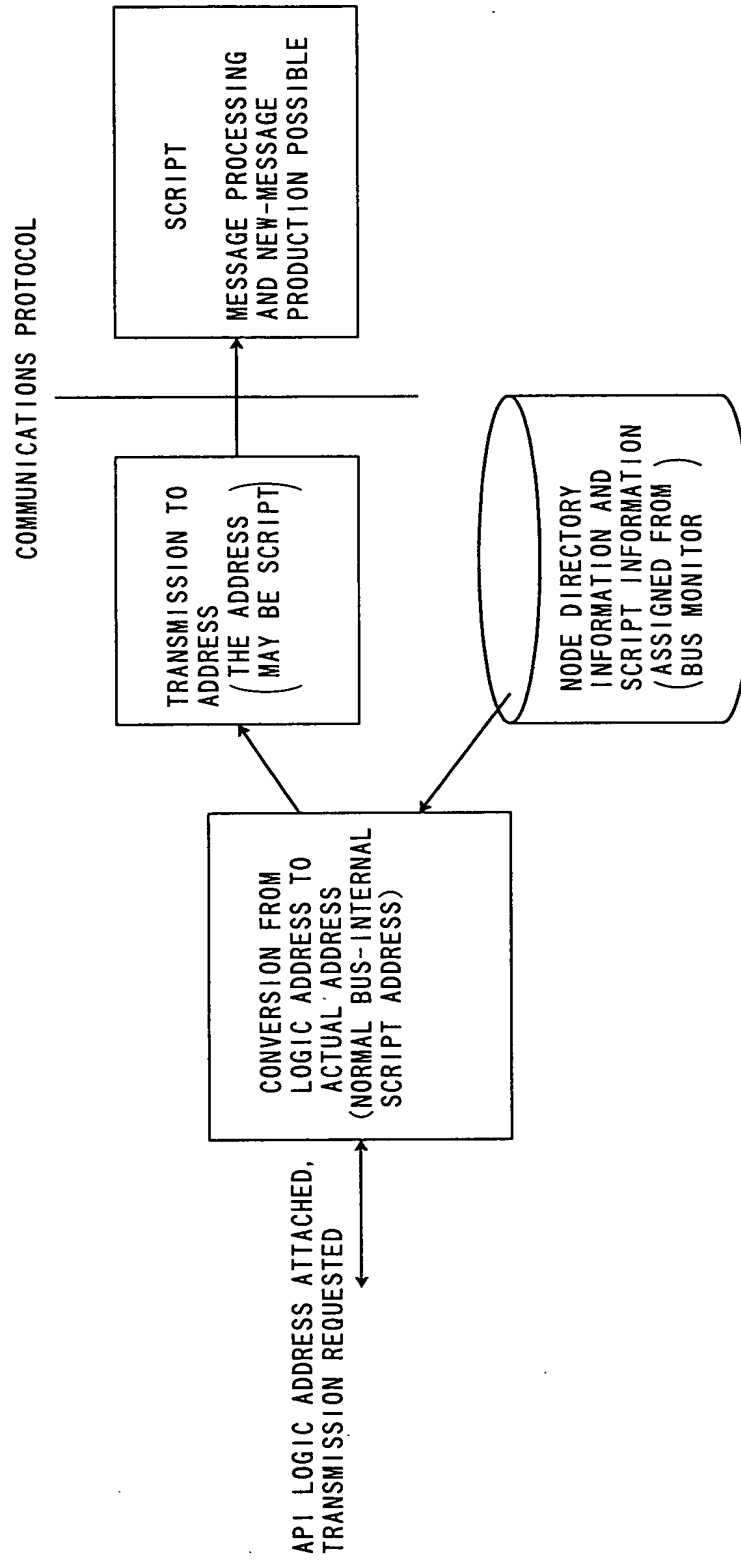 API LOGIC ADDRESS ATTACHED,
TRANSMISSION REQUESTED
CONVERSION FROM
LOGIC ADDRESS TO
ACTUAL ADDRESS
(NORMAL BUS-INTERNAL
SCRIPT ADDRESS)
TRANSMISSION TO
ADDRESS
(THE ADDRESS
MAY BE SCRIPT)
COMMUNICATIONS PROTOCOL
SCRIPT
MESSAGE PROCESSING
AND NEW-MESSAGE
PRODUCTION POSSIBLE
NODE DIRECTORY
INFORMATION AND
SCRIPT INFORMATION
(ASSIGNED FROM
BUS MONITOR)